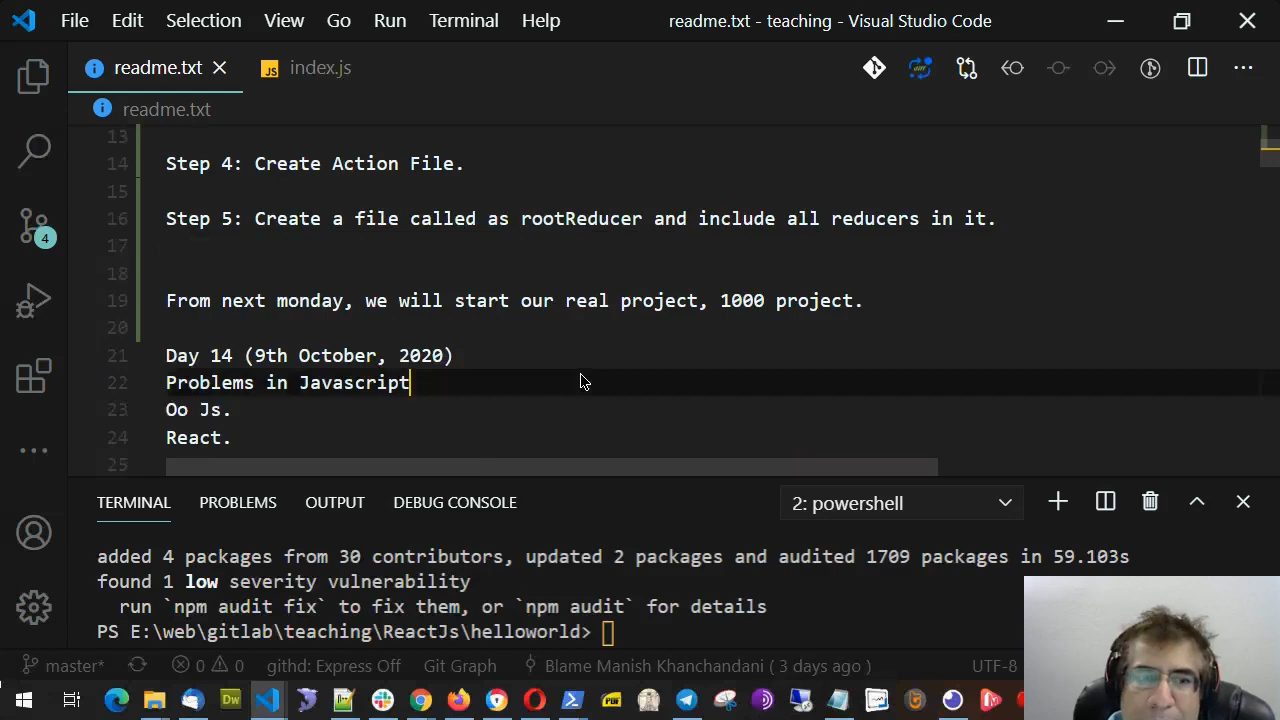 File Edit Selection View Go Run Terminal Help readme.txt - teaching - Visual Studio Code
readme.txt JS index.js
readme.txt
13
14 Step 4: Create Action File.
15
16 Step 5: Create a file called as rootReducer and include all reducers in it.
17
18
19 From next monday, we will start our real project, 1000 project.
20
21 Day 14 (9th October, 2020)
22 Problems in Javascript
23 Oo Js.
24 React.
25
4
TERMINAL PROBLEMS OUTPUT DEBUG CONSOLE 2: powershell
added 4 packages from 30 contributors, updated 2 packages and audited 1709 packages in 59.103s
found 1 low severity vulnerability
run `npm audit fix` to fix them, or `npm audit` for details
PS E:\web\gitlab\teaching\ReactJs\helloworld>
master* 0 0 githd: Express Off Git Graph Blame Manish Khanchandani ( 3 days ago ) UTF-8
Dw PDF